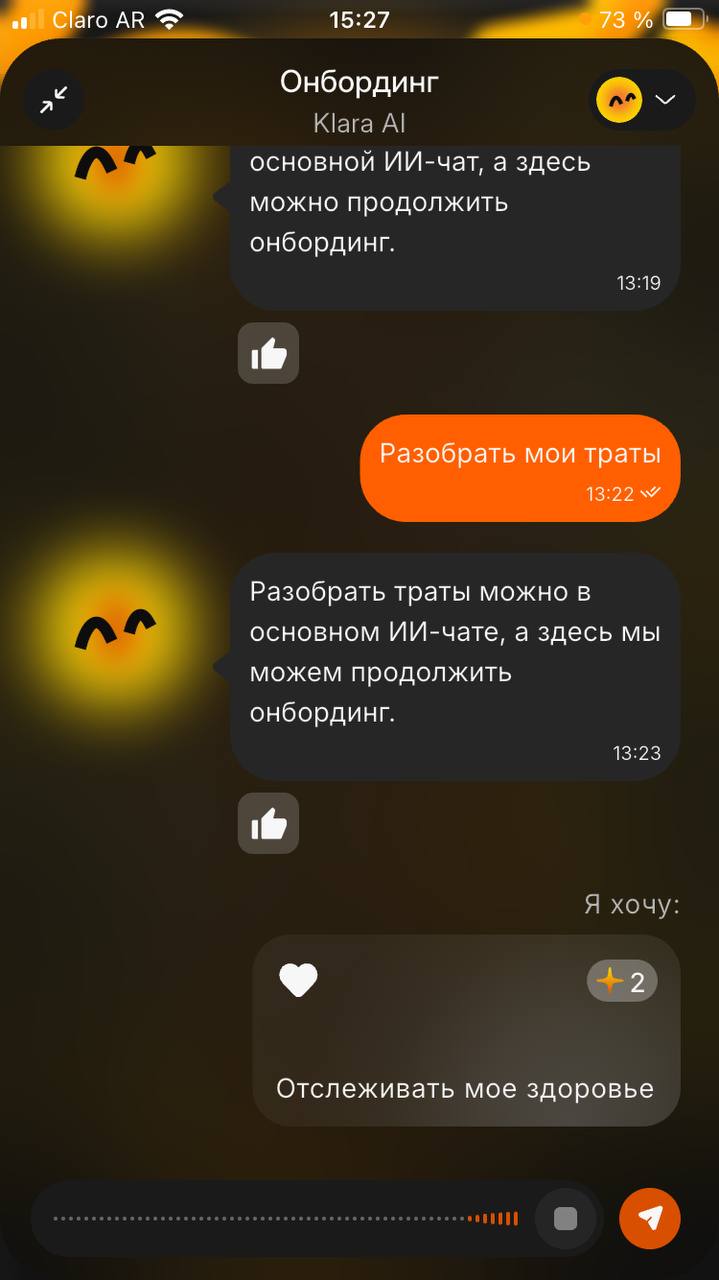 Claro AR
15:27
73 %
Онбординг
Klara AI
основной ИИ-чат, а здесь
можно продолжить
онбординг.
13:19
Разобрать мои траты
13:22
Разобрать траты можно в
основном ИИ-чате, а здесь мы
можем продолжить
онбординг.
13:23
Я хочу:
2
Отслеживать мое здоровье